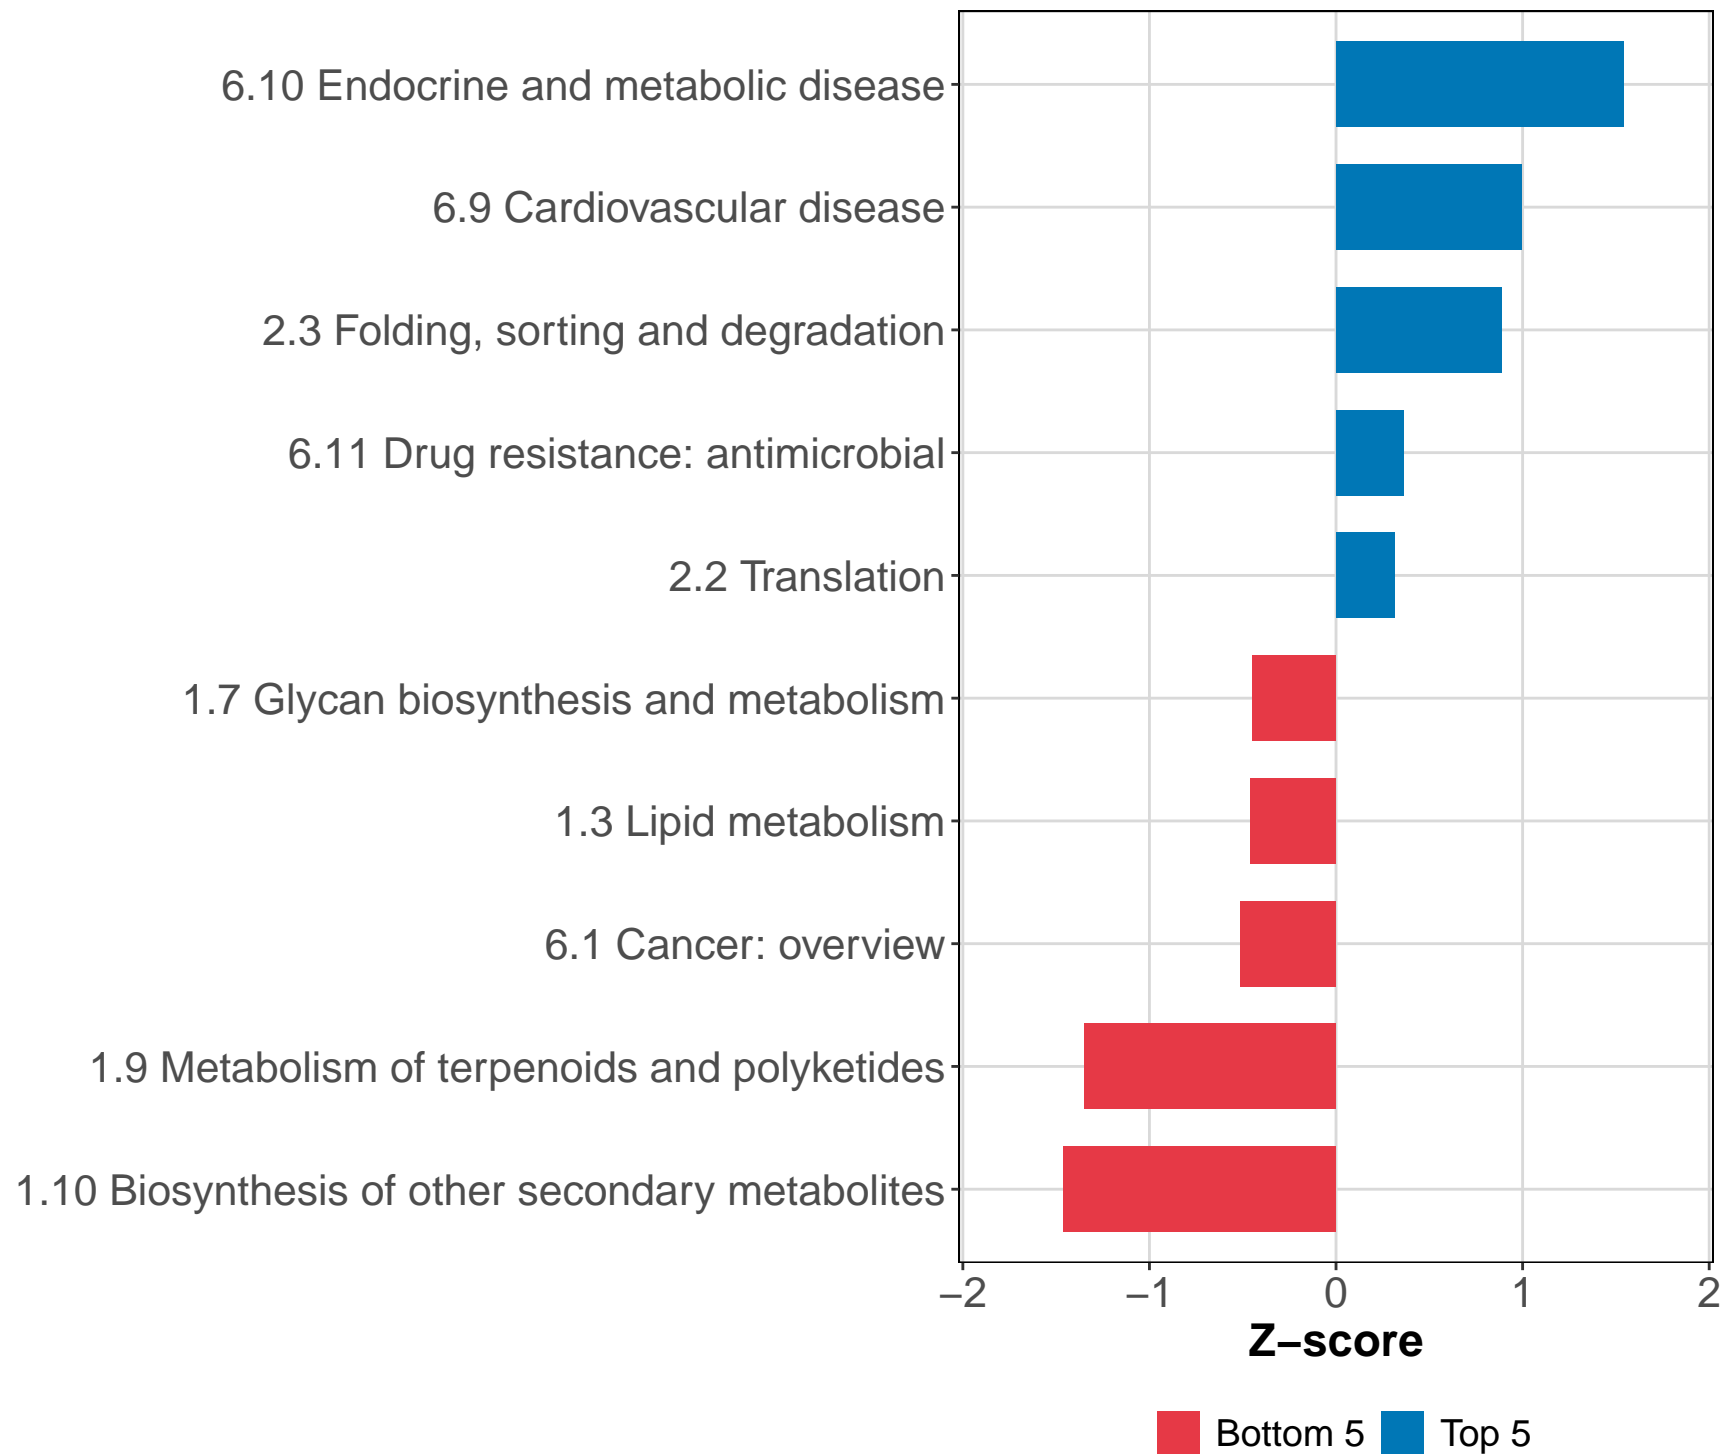 6.10 Endocrine and metabolic disease
6.9 Cardiovascular disease
2.3 Folding, sorting and degradation
6.11 Drug resistance: antimicrobial
2.2 Translation
1.7 Glycan biosynthesis and metabolism
1.3 Lipid metabolism
6.1 Cancer: overview
1.9 Metabolism of terpenoids and polyketides
1.10 Biosynthesis of other secondary metabolites
−2 −1 0 1 2
Z−score
Bottom 5 Top 5